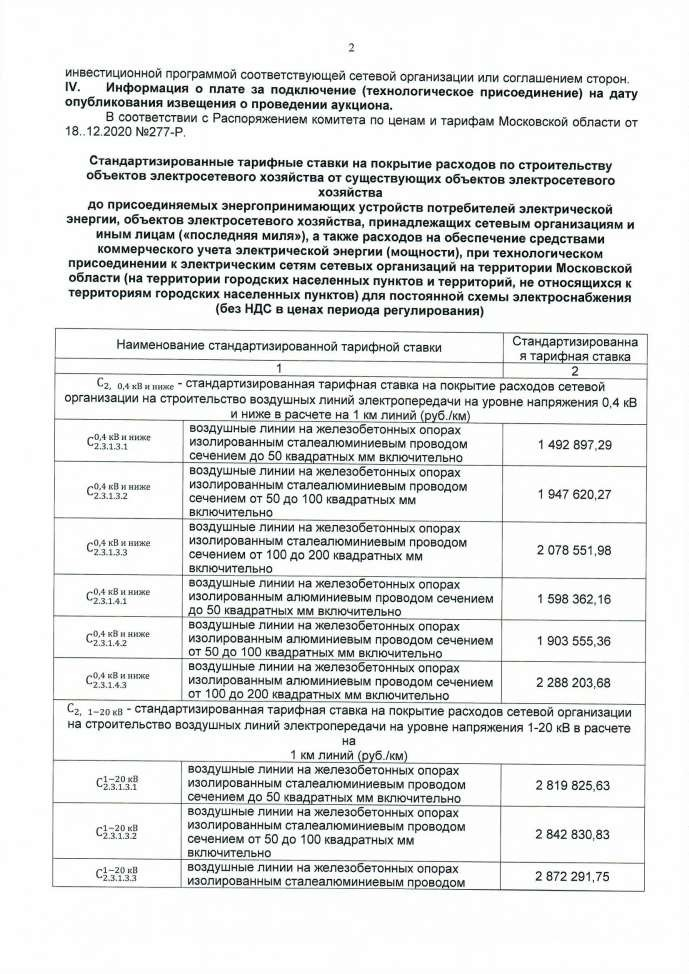 2
инвестиционной программой соответствующей сетевой организации или соглашением сторон.
IV. Информация о плате за подключение (технологическое присоединение) на дату
опубликования извещения о проведении аукциона.
В соответствии с Распоряжением комитета по ценам и тарифам Московской области от
18..12.2020 №277-Р.
Стандартизированные тарифные ставки на покрытие расходов по строительству
объектов электросетевого хозяйства от существующих объектов электросетевого
хозяйства
до присоединяемых энергопринимающих устройств потребителей электрической
энергии, объектов электросетевого хозяйства, принадлежащих сетевым организациям и
иным лицам («последняя миля»), а также расходов на обеспечение средствами
коммерческого учета электрической энергии (мощности), при технологическом
присоединении к электрическим сетям сетевых организаций на территории Московской
области (на территории городских населенных пунктов и территорий, не относящихся к
территориям городских населенных пунктов) для постоянной схемы электроснабжения
(без НДС в ценах периода регулирования)
Наименование стандартизированной тарифной ставки
Стандартизированна
я тарифная ставка
1
2
C2, 0,4 кВ и ниже - стандартизированная тарифная ставка на покрытие расходов сетевой
организации на строительство воздушных линий электропередачи на уровне напряжения 0,4 кВ
и ниже в расчете на 1 км линий (руб./км)
C 0,4 кВ и ниже 2.3.1.3.1
воздушные линии на железобетонных опорах
изолированным сталеалюминиевым проводом
сечением до 50 квадратных мм включительно
1 492 897,29
C 0,4 кВ и ниже 2.3.1.3.2
воздушные линии на железобетонных опорах
изолированным сталеалюминиевым проводом
сечением от 50 до 100 квадратных мм
включительно
1 947 620,27
C 0,4 кВ и ниже 2.3.1.3.3
воздушные линии на железобетонных опорах
изолированным сталеалюминиевым проводом
сечением от 100 до 200 квадратных мм
включительно
2 078 551,98
C 0,4 кВ и ниже 2.3.1.4.1
воздушные линии на железобетонных опорах
изолированным алюминиевым проводом сечением
до 50 квадратных мм включительно
1 598 362,16
C 0,4 кВ и ниже 2.3.1.4.2
воздушные линии на железобетонных опорах
изолированным алюминиевым проводом сечением
от 50 до 100 квадратных мм включительно
1 903 555,36
C 0,4 кВ и ниже 2.3.1.4.3
воздушные линии на железобетонных опорах
изолированным алюминиевым проводом сечением
от 100 до 200 квадратных мм включительно
2 288 203,68
C2, 1−20 кВ - стандартизированная тарифная ставка на покрытие расходов сетевой организации
на строительство воздушных линий электропередачи на уровне напряжения 1-20 кВ в расчете
на
1 км линий (руб./км)
C 1−20 кВ 2.3.1.3.1
воздушные линии на железобетонных опорах
изолированным сталеалюминиевым проводом
сечением до 50 квадратных мм включительно
2 819 825,63
C 1−20 кВ 2.3.1.3.2
воздушные линии на железобетонных опорах
изолированным сталеалюминиевым проводом
сечением от 50 до 100 квадратных мм
включительно
2 842 830,83
C 1−20 кВ 2.3.1.3.3
воздушные линии на железобетонных опорах
изолированным сталеалюминиевым проводом
2 872 291,75